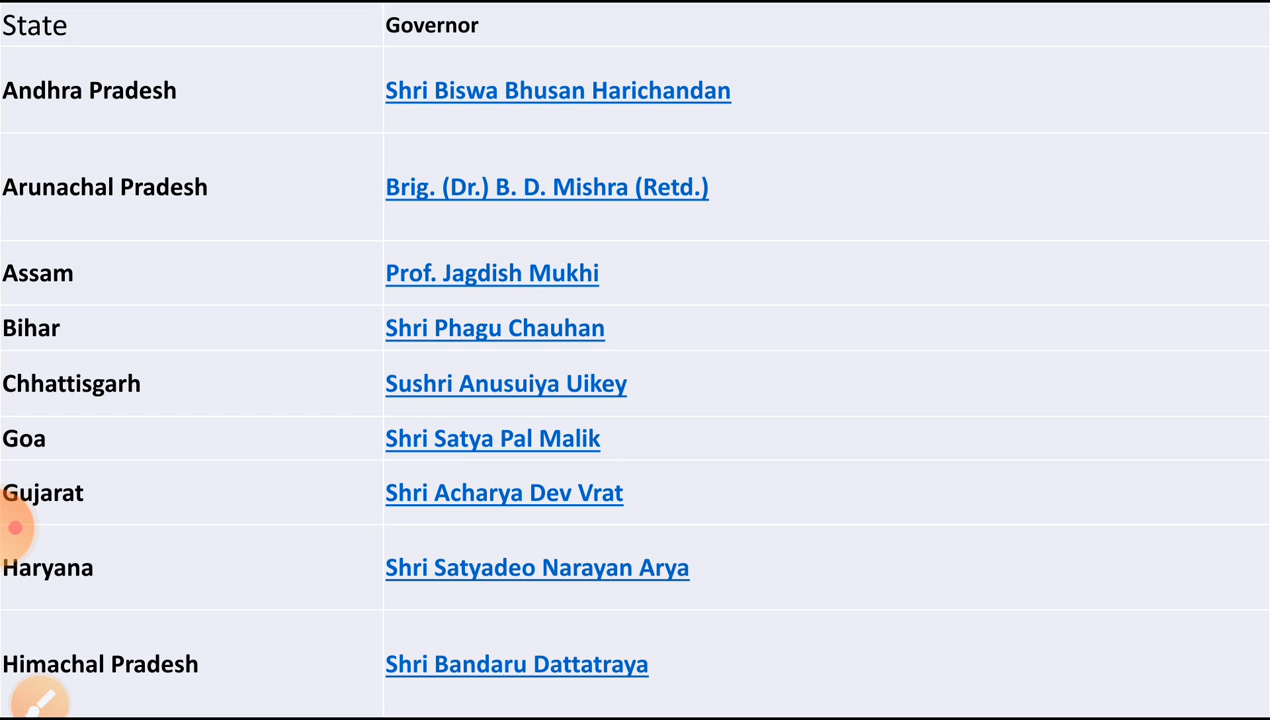 State Governor
Andhra Pradesh Shri Biswa Bhusan Harichandan
Arunachal Pradesh Brig. (Dr.) B. D. Mishra (Retd.)
Assam Prof. Jagdish Mukhi
Bihar Shri Phagu Chauhan
Chhattisgarh Sushri Anusuiya Uikey
Goa Shri Satya Pal Malik
Gujarat Shri Acharya Dev Vrat
Haryana Shri Satyadeo Narayan Arya
Himachal Pradesh Shri Bandaru Dattatraya